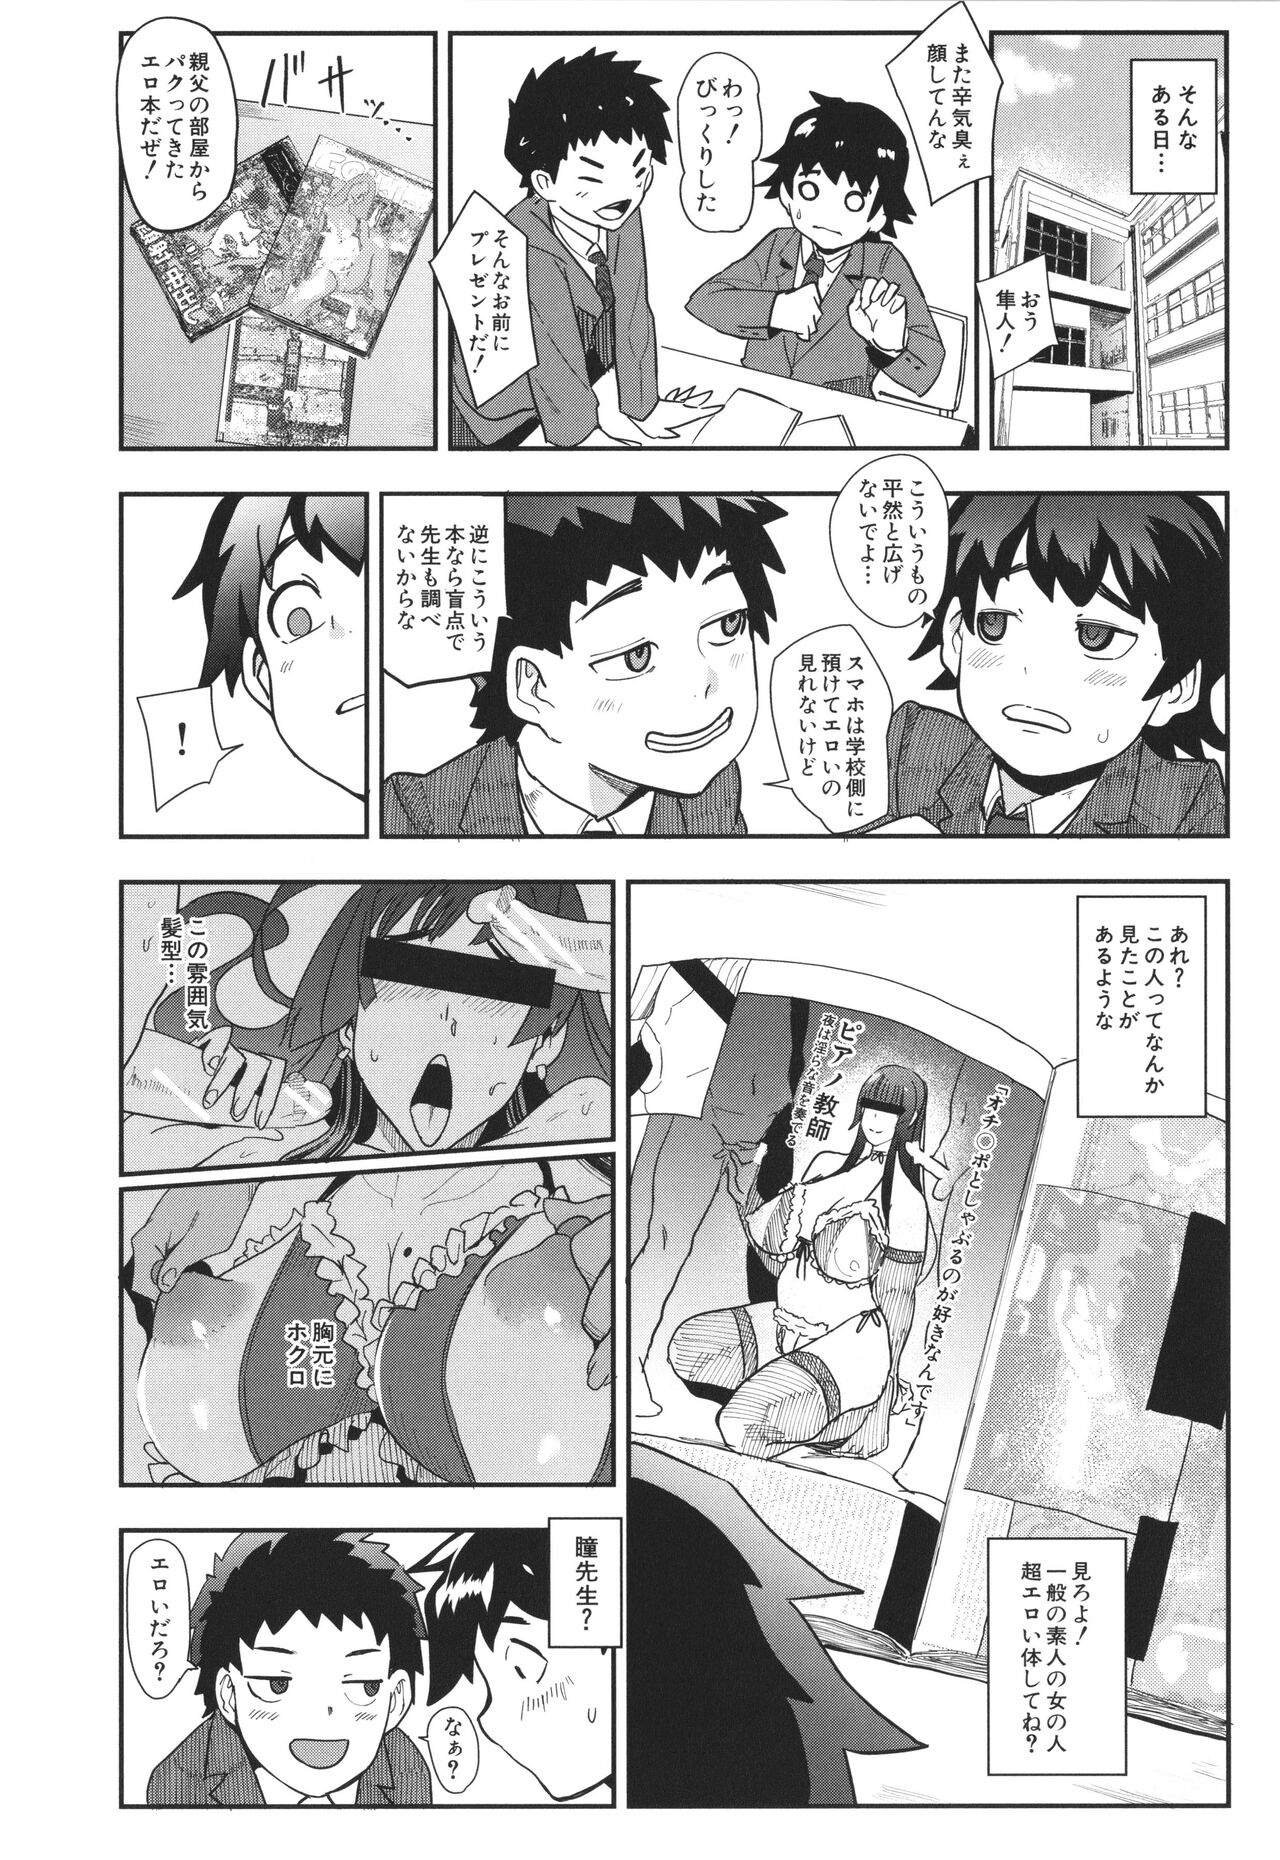 そんな
ある日…
おう
隼人！
また辛気臭ぇ
顔してんな
わっ！
びっくりした
そんなお前に
プレゼントだ！
バサッ
親父の部屋から
パクってきた
エロ本だぜ！
こういうもの
平然と広げ
ないでよ…
スマホは学校側に
預けてエロいの
見れないけど
逆にこういう
本なら盲点で
先生も調べ
ないからな
！
あれ？
この人ってなんか
見たことが
あるような
「オチ◎ポとしゃぶるのが好きなんです」
ピアノ教師
夜は淫らな音を奏でる
見ろよ！
一般の素人の女の人
超エロい体してね？
この雰囲気
髪型…
胸元に
ホクロ
瞳先生？
なぁ？
エロいだろ？